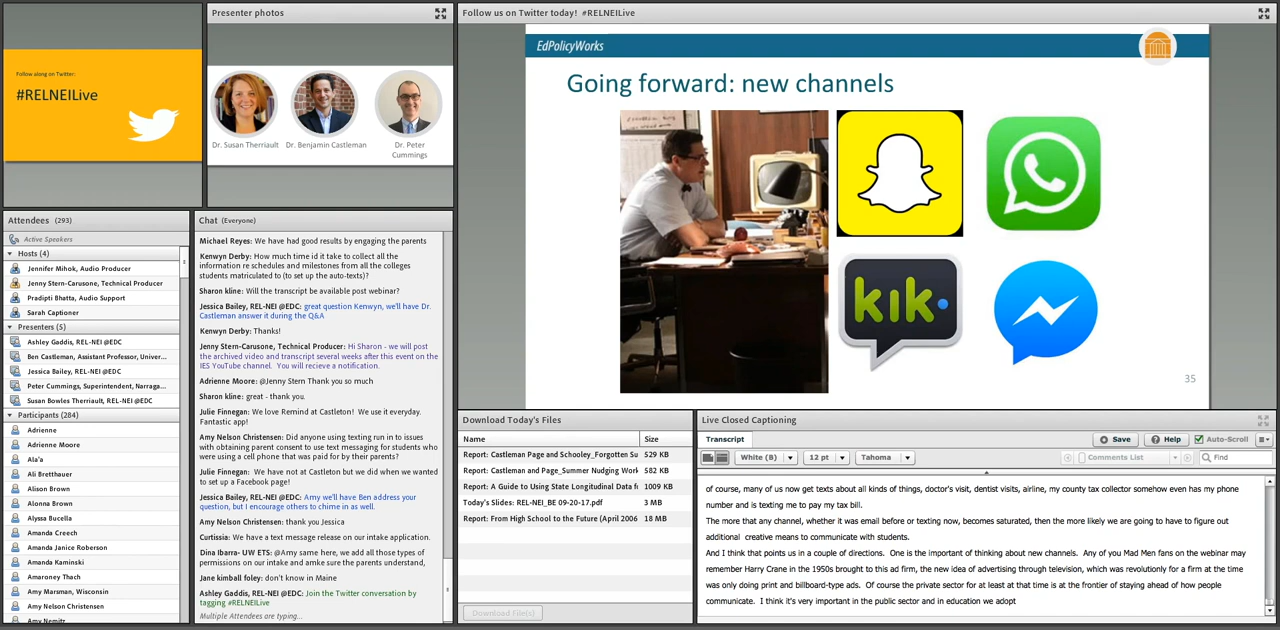 Follow along on Twitter:
#RELNEILive
Presenter photos
Dr. Susan Therriault
Dr. Benjamin Castleman
Dr. Peter
Cummings
Follow us on Twitter today! #RELNEILive
EdPolicyWorks
Going forward: new channels
kik
35
Attendees (293)
Active Speakers
Hosts (4)
Jennifer Mihok, Audio Producer
Jenny Stern-Carusone, Technical Producer
Pradipti Bhatta, Audio Support
Sarah Captioner
Presenters (5)
Ashley Gaddis, REL-NEI @EDC
Ben Castleman, Assistant Professor, Univer...
Jessica Bailey, REL-NEI @EDC
Peter Cummings, Superintendent, Narraga...
Susan Bowles Therriault, REL-NEI @EDC
Participants (284)
Adrienne
Adrienne Moore
Ala'a
Ali Bretthauer
Alison Brown
Alonna Brown
Alyssa Bucella
Amanda Creech
Amanda Janice Roberson
Amanda Kaminski
Amaroney Thach
Amy Marsman, Wisconsin
Amy Nelson Christensen
Amy Nemitz
Chat (Everyone)
Michael Reyes: We have had good results by engaging the parents
Kenwyn Derby: How much time id it take to collect all the
information re schedules and milestones from all the colleges
students matriculated to (to set up the auto-texts)?
Sharon kline: Will the transcript be available post webinar?
Jessica Bailey, REL-NEI @EDC: great question Kenwyn, we'll have Dr.
Castleman answer it during the Q&A
Kenwyn Derby: Thanks!
Jenny Stern-Carusone, Technical Producer: Hi Sharon - we will post
the archived video and transcript several weeks after this event on the
IES YouTube channel. You will recieve a notification.
Adrienne Moore: @Jenny Stern Thank you so much
Sharon kline: great - thank you.
Julie Finnegan: We love Remind at Castleton! We use it everyday.
Fantastic app!
Amy Nelson Christensen: Did anyone using texting run in to issues
with obtaining parent consent to use text messaging for students who
were using a cell phone that was paid for by their parents?
Julie Finnegan: We have not at Castleton but we did when we wanted
to set up a Facebook page!
Jessica Bailey, REL-NEI @EDC: Amy we'll have Ben address your
question, but I encourage others to chime in as well.
Amy Nelson Christensen: thank you Jessica
Curtissia: We have a text message release on our intake application.
Dina Ibarra- UW ETS: @Amy same here, we add all those types of
permissions on our intake and amke sure the parents understand,
Jane kimball foley: don't know in Maine
Ashley Gaddis, REL-NEI @EDC: Join the Twitter conversation by
tagging #RELNEILive
Multiple Attendees are typing...
Download Today's Files
Name Size
Report: Castleman Page and Schooley_Forgotten Su 529 KB
Report: Castleman and Page_Summer Nudging Work 582 KB
Report: A Guide to Using State Longitudinal Data fo 1009 KB
Today's Slides: REL-NEI_BE 09-20-17.pdf 3 MB
Report: From High School to the Future (April 2006 18 MB
Download File(s)
Live Closed Captioning
Transcript Save Help Auto-Scroll
White (B) 12 pt Tahoma Comments List Find
of course, many of us now get texts about all kinds of things, doctor's visit, dentist visits, airline, my county tax collector somehow even has my phone
number and is texting me to pay my tax bill.
The more that any channel, whether it was email before or texting now, becomes saturated, then the more likely we are going to have to figure out
additional creative means to communicate with students.
And I think that points us in a couple of directions. One is the important of thinking about new channels. Any of you Mad Men fans on the webinar may
remember Harry Crane in the 1950s brought to this ad firm, the new idea of advertising through television, which was revolutionly for a firm at the time
was only doing print and billboard-type ads. Of course the private sector for at least at that time is at the frontier of staying ahead of how people
communicate. I think it's very important in the public sector and in education we adopt